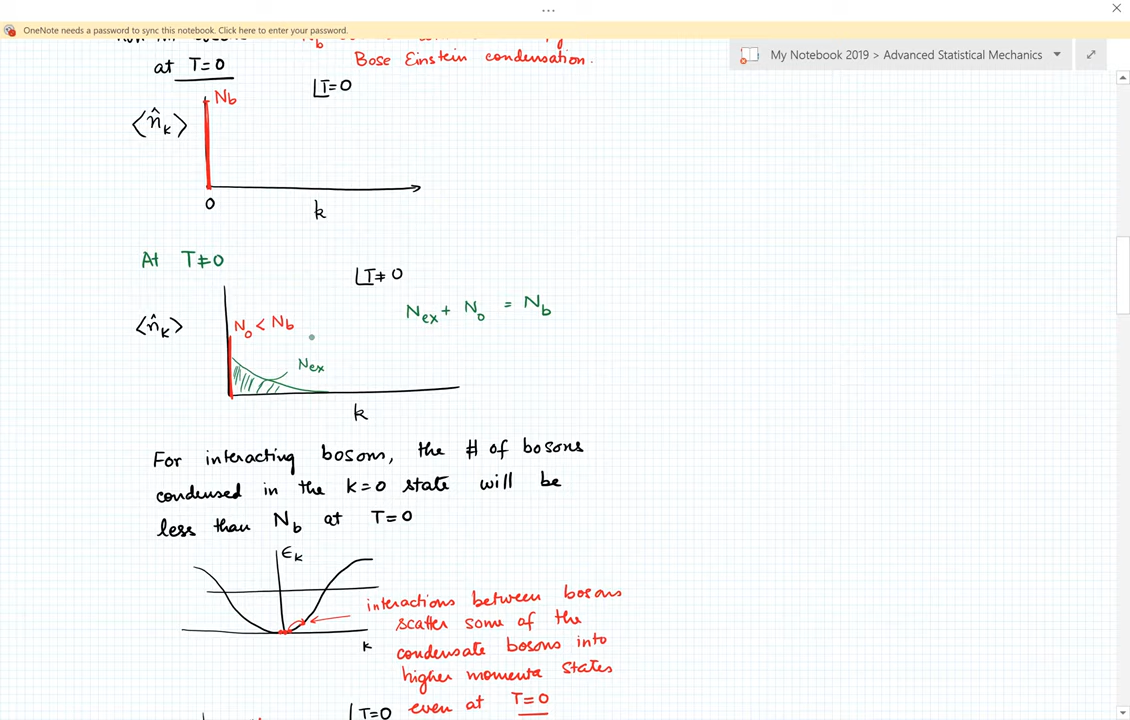 OneNote needs a password to sync this notebook. Click here to enter your password.
My Notebook 2019 > Advanced Statistical Mechanics
Bose Einstein condensation.
at T=0
⌊T=0
N_b
⟨n̂_k⟩
0
k
At T≠0
⌊T≠0
N_ex + N_0 = N_b
⟨n̂_k⟩
N_0 < N_b
N_ex
k
For interacting bosons, the # of bosons
condensed in the k=0 state will be
less than N_b at T=0
ϵ_k
interactions between bosons
scatter some of the
k
condensate bosons into
higher momenta states
even at T=0
⌊T=0